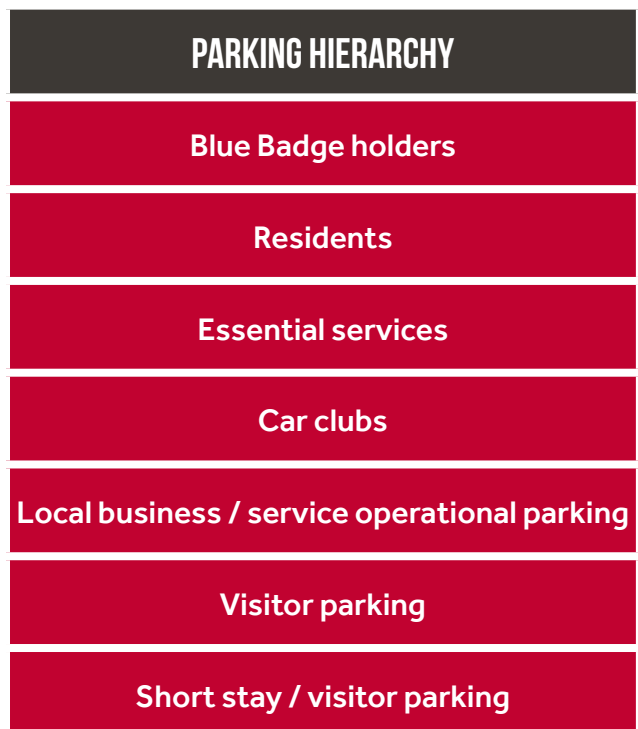 PARKING HIERARCHY
Blue Badge holders
Residents
Essential services
Car clubs
Local business / service operational parking
Visitor parking
Short stay / visitor parking